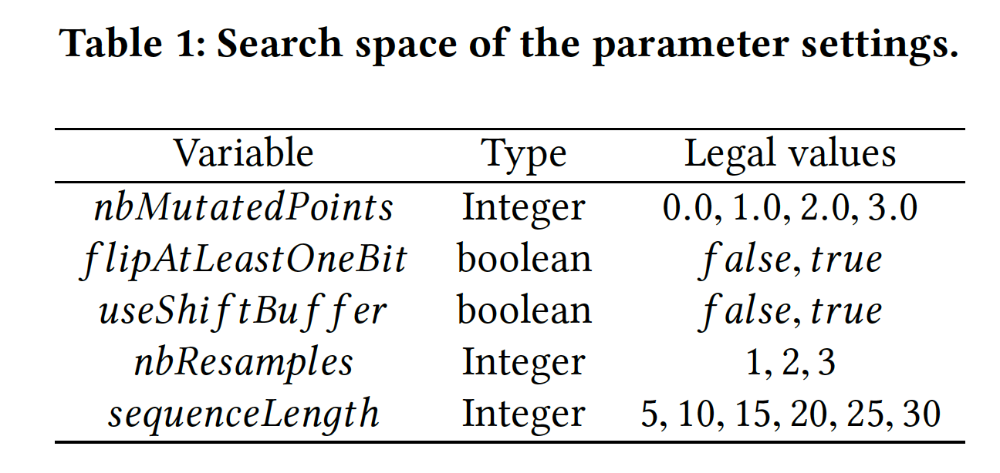 Table 1: Search space of the parameter settings.
Variable Type Legal values
nbMutatedPoints Integer 0.0, 1.0, 2.0, 3.0
flipAtLeastOneBit boolean false, true
useShiftBuffer boolean false, true
nbResamples Integer 1, 2, 3
sequenceLength Integer 5, 10, 15, 20, 25, 30